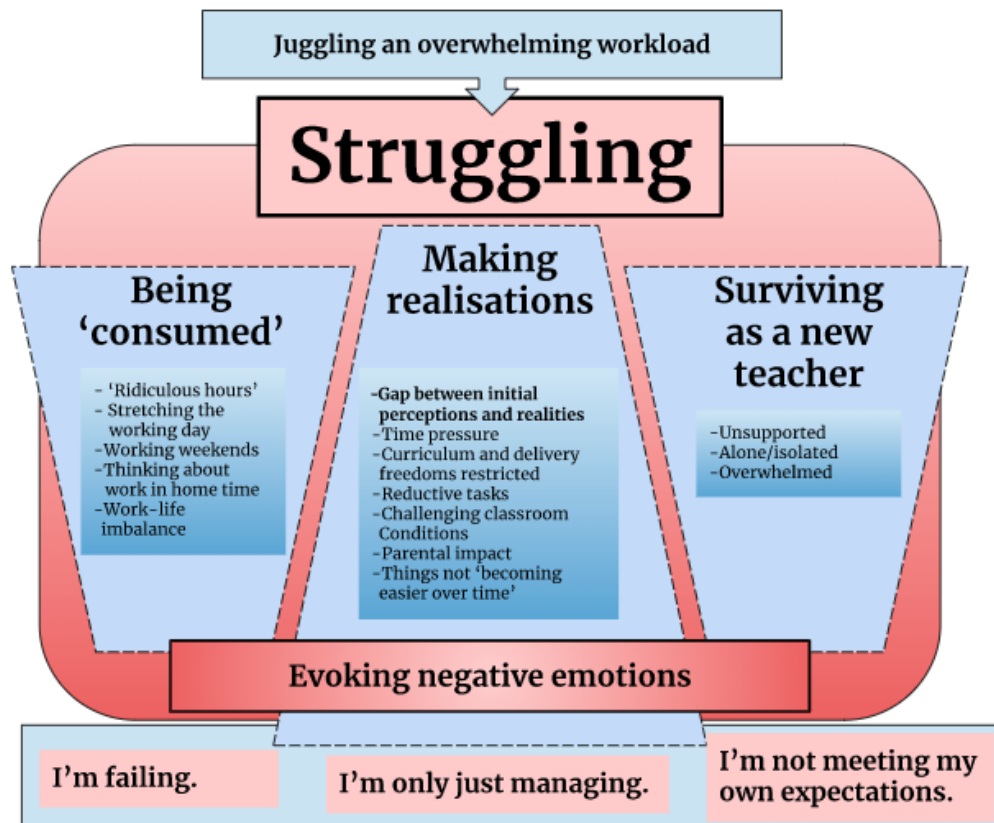 Juggling an overwhelming workload
Struggling
Being
‘consumed’
- ‘Ridiculous hours’
- Stretching the
working day
-Working weekends
-Thinking about
work in home time
-Work-life
imbalance
Making
realisations
-Gap between initial
perceptions and realities
-Time pressure
-Curriculum and delivery
freedoms restricted
-Reductive tasks
-Challenging classroom
Conditions
-Parental impact
-Things not ‘becoming
easier over time’
Surviving
as a new
teacher
-Unsupported
-Alone/isolated
-Overwhelmed
Evoking negative emotions
I’m failing.
I’m only just managing.
I’m not meeting my
own expectations.